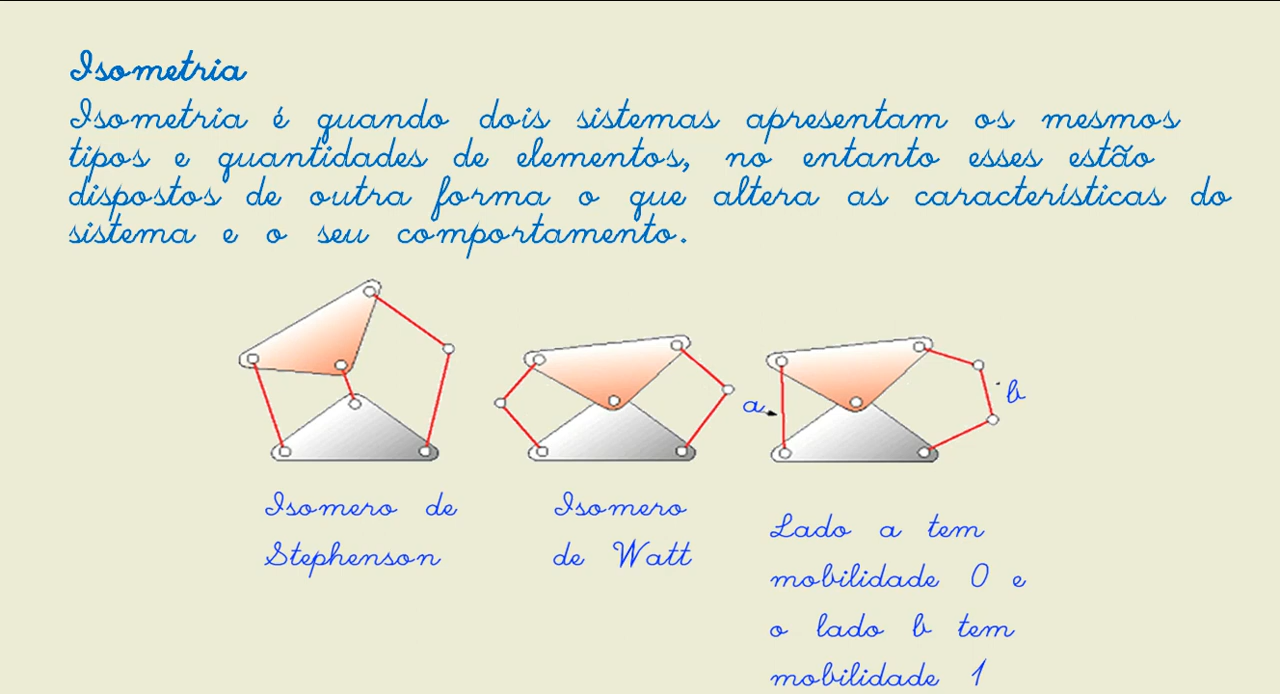 Isometria
Isometria é quando dois sistemas apresentam os mesmos
tipos e quantidades de elementos, no entanto esses estão
dispostos de outra forma o que altera as características do
sistema e o seu comportamento.
a
b
Isomero de
Stephenson
Isomero
de Watt
Lado a tem
mobilidade 0 e
o lado b tem
mobilidade 1